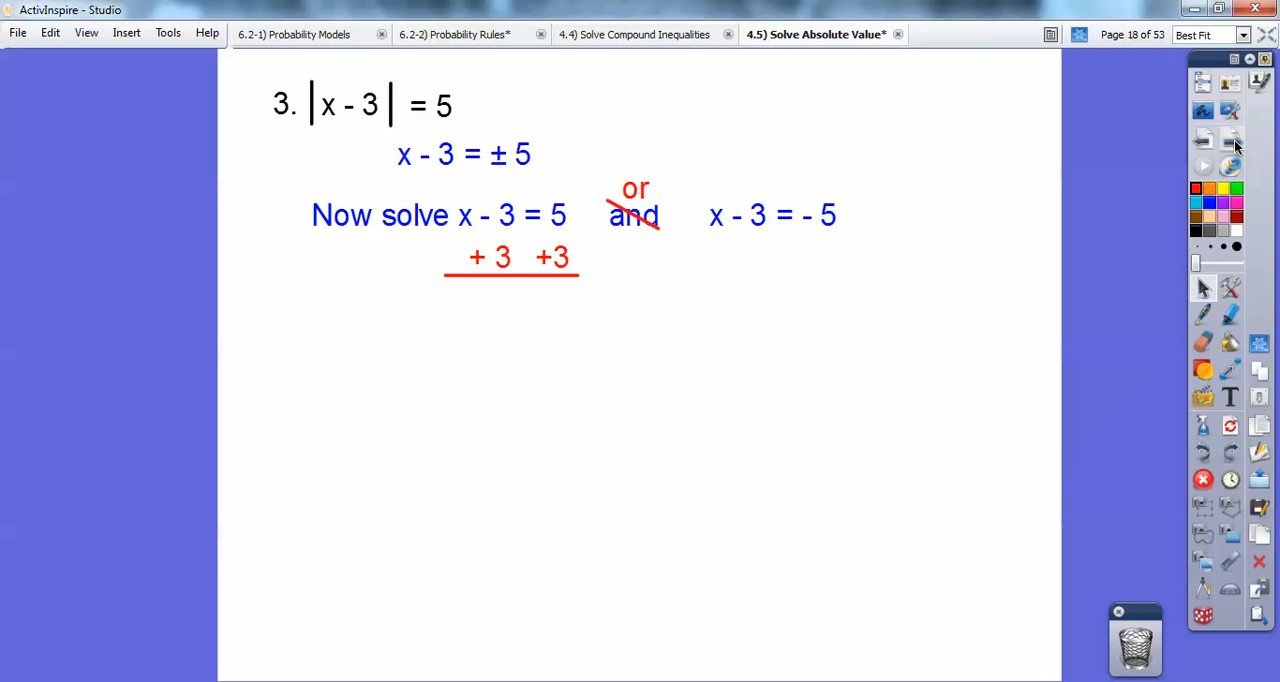 ActivInspire - Studio
File Edit View Insert Tools Help
6.2-1) Probability Models 6.2-2) Probability Rules* 4.4) Solve Compound Inequalities 4.5) Solve Absolute Value* Page 18 of 53 Best Fit
3. |x - 3| = 5
x - 3 = ± 5
or
Now solve x - 3 = 5 and x - 3 = - 5
+ 3 +3